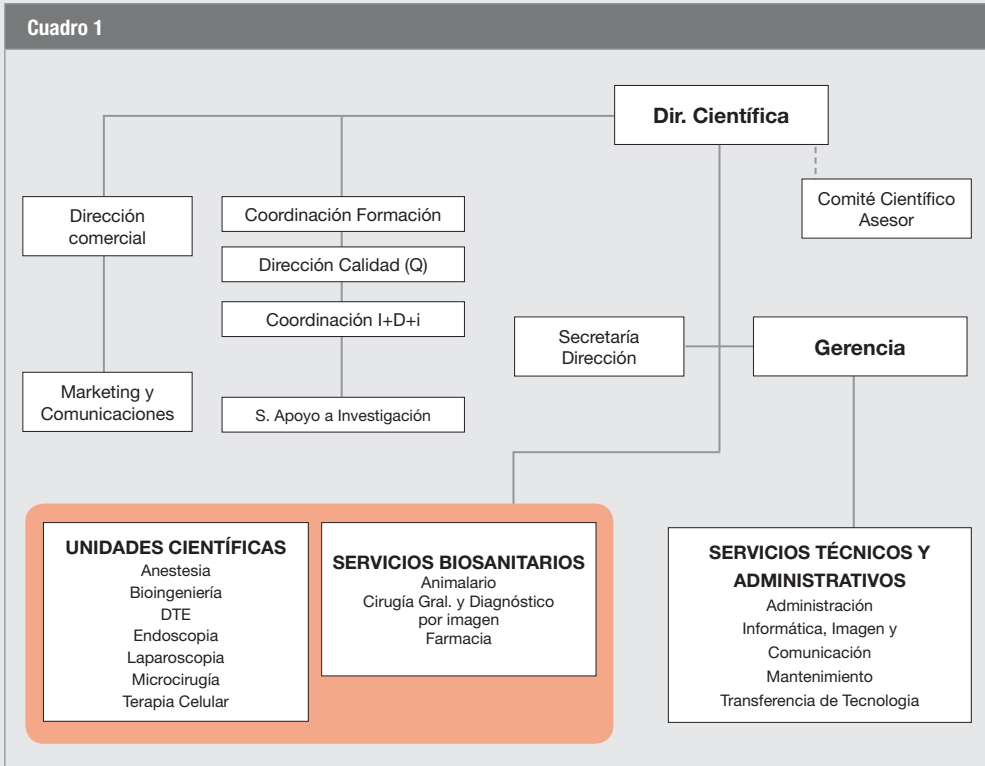 Cuadro 1
Dir. Científica
Comité Científico
Asesor
Dirección
comercial
Coordinación Formación
Dirección Calidad (Q)
Coordinación I+D+i
Secretaría
Dirección
Gerencia
Marketing y
Comunicaciones
S. Apoyo a Investigación
UNIDADES CIENTÍFICAS
Anestesia
Bioingeniería
DTE
Endoscopia
Laparoscopia
Microcirugía
Terapia Celular
SERVICIOS BIOSANITARIOS
Animalario
Cirugía Gral. y Diagnóstico
por imagen
Farmacia
SERVICIOS TÉCNICOS Y
ADMINISTRATIVOS
Administración
Informática, Imagen y
Comunicación
Mantenimiento
Transferencia de Tecnologia